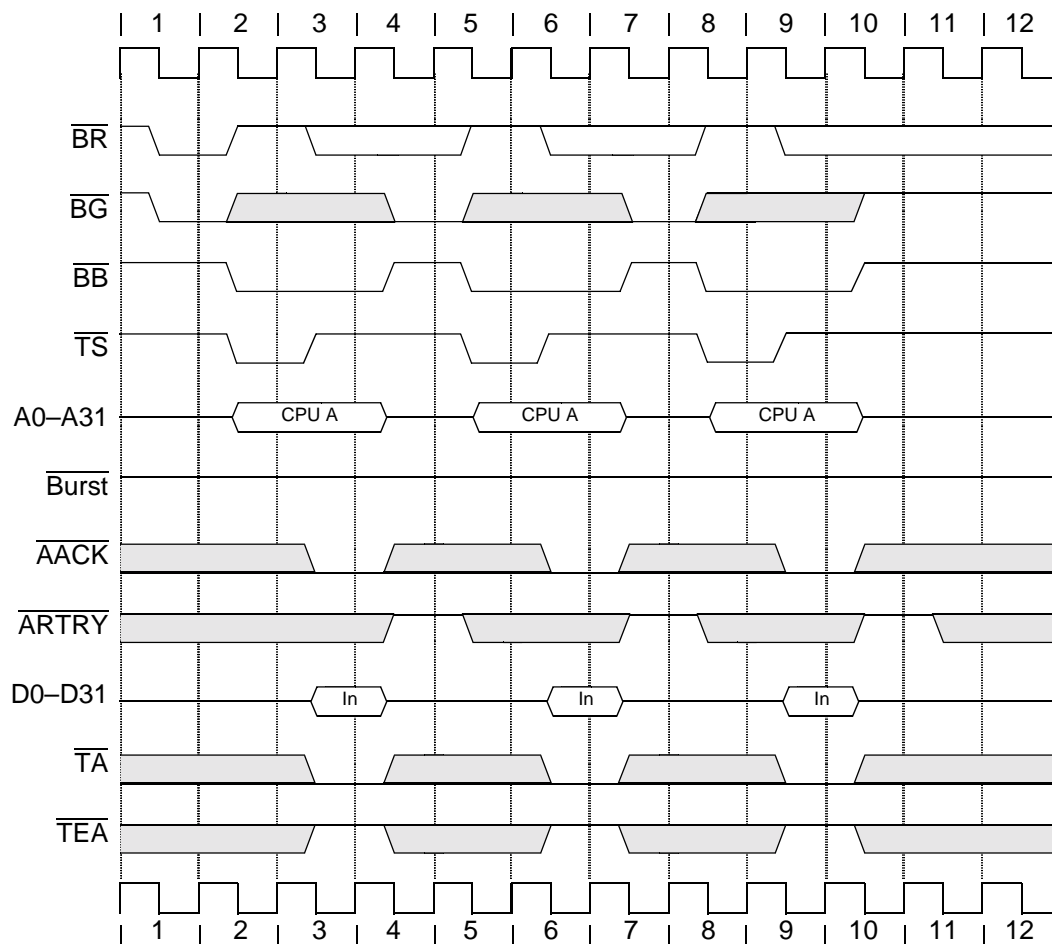 1 2 3 4 5 6 7 8 9 10 11 12
BR
BG
BB
TS
A0–A31 CPU A CPU A CPU A
Burst
AACK
ARTRY
D0–D31 In In In
TA
TEA
1 2 3 4 5 6 7 8 9 10 11 12